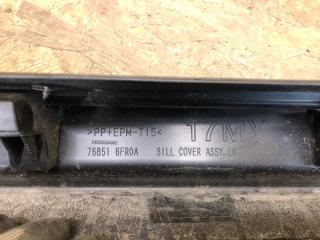 >PP+EPM-T15<
17MY
76851 6FR0A SILL COVER ASSY,LH